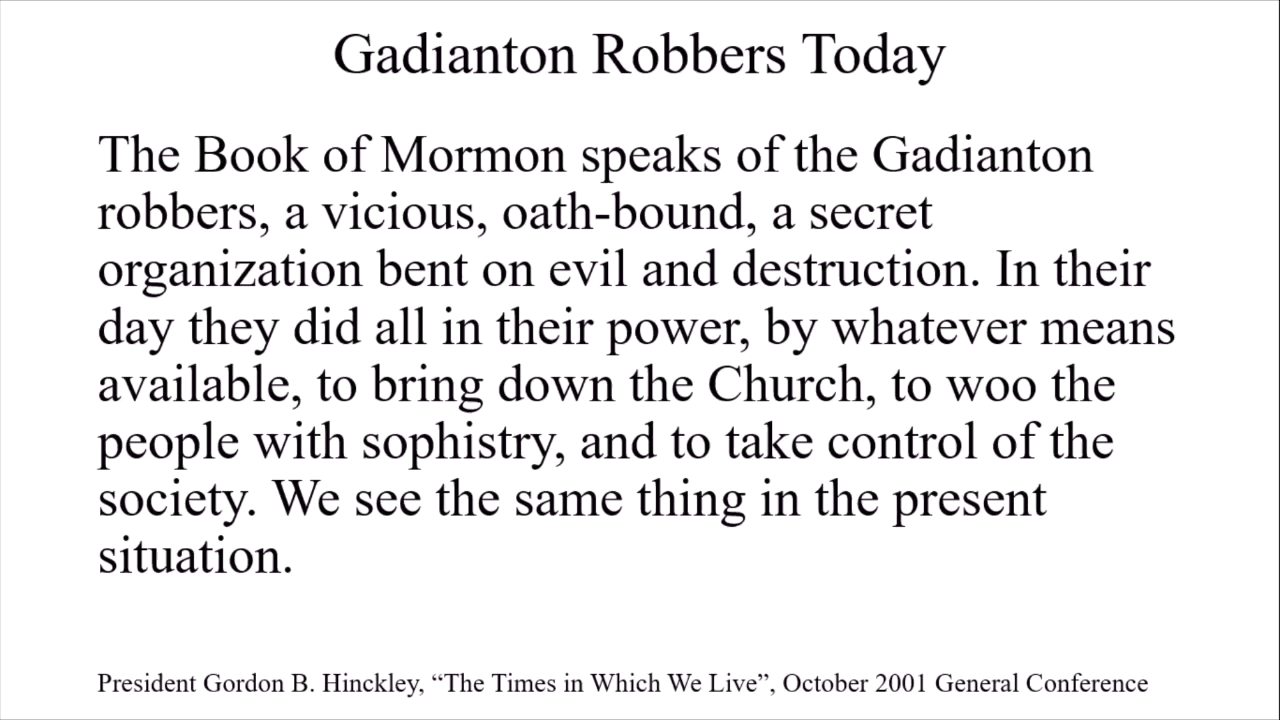 Gadianton Robbers Today
The Book of Mormon speaks of the Gadianton
robbers, a vicious, oath-bound, a secret
organization bent on evil and destruction. In their
day they did all in their power, by whatever means
available, to bring down the Church, to woo the
people with sophistry, and to take control of the
society. We see the same thing in the present
situation.
President Gordon B. Hinckley, “The Times in Which We Live”, October 2001 General Conference